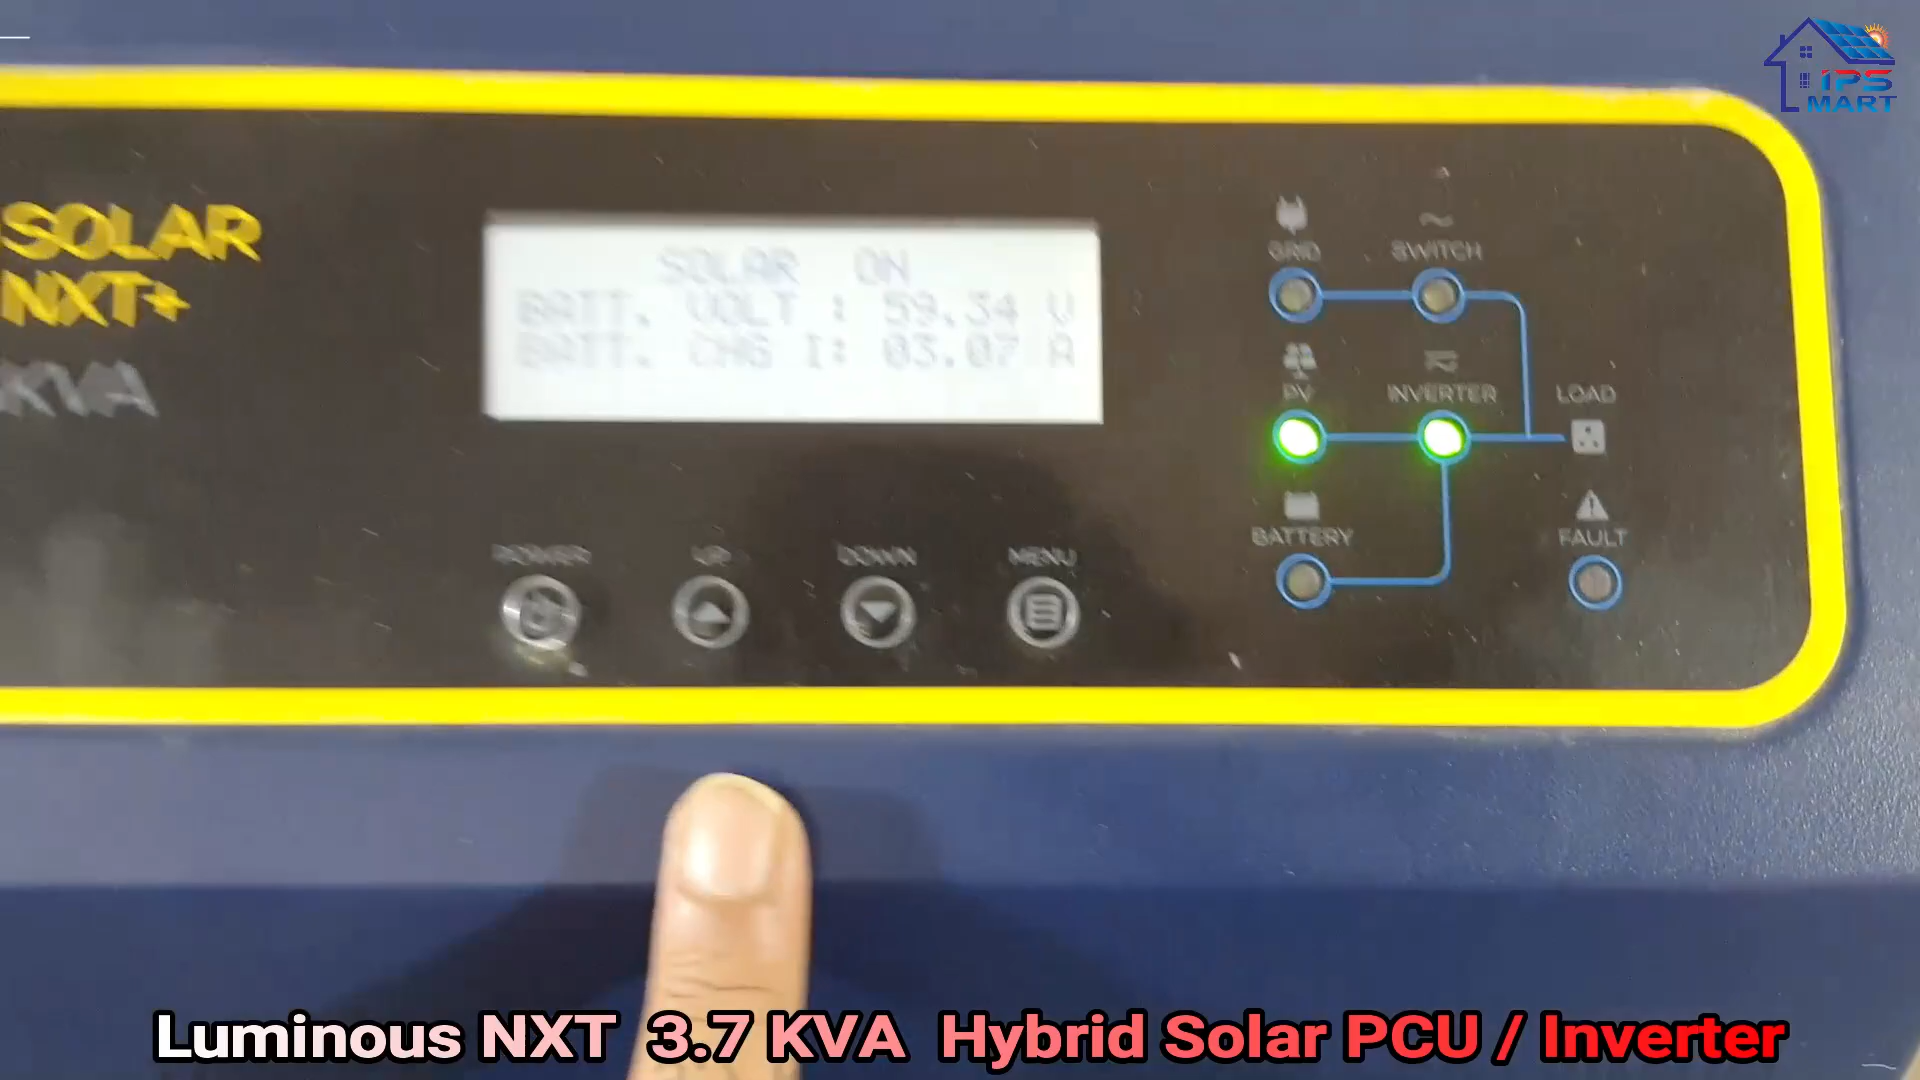 IPS
MART
SOLAR
NXT+
KVA
SOLAR ON
BATT. VOLT : 59.34 V
BATT. CHG I: 03.07 A
GRID
SWITCH
PV
INVERTER
LOAD
BATTERY
FAULT
POWER
UP
DOWN
MENU
Luminous NXT 3.7 KVA Hybrid Solar PCU / Inverter